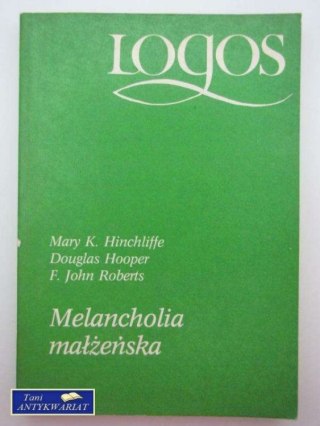 LOGOS
Mary K. Hinchliffe
Douglas Hooper
F. John Roberts
Melancholia
małżeńska
Tani
ANTYKWARIAT